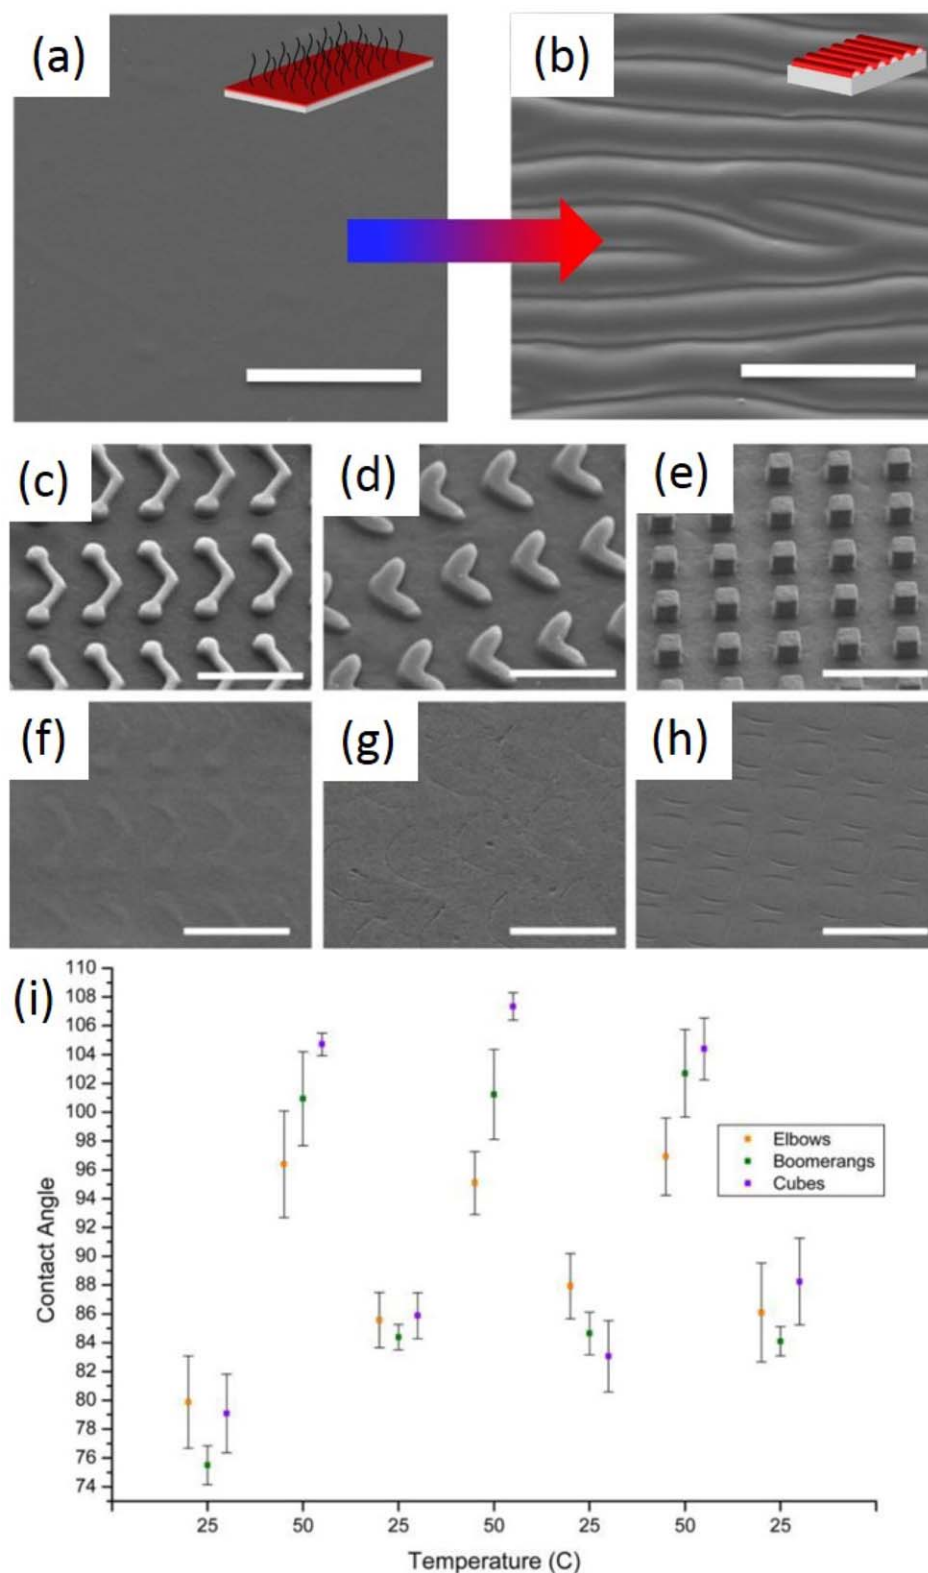 (a)
(b)
(c)
(d)
(e)
(f)
(g)
(h)
(i)
110
108
106
104
102
100
98
96
94
92
90
88
86
84
82
80
78
76
74
Contact Angle
Elbows
Boomerangs
Cubes
25 50 25 50 25 50 25
Temperature (C)